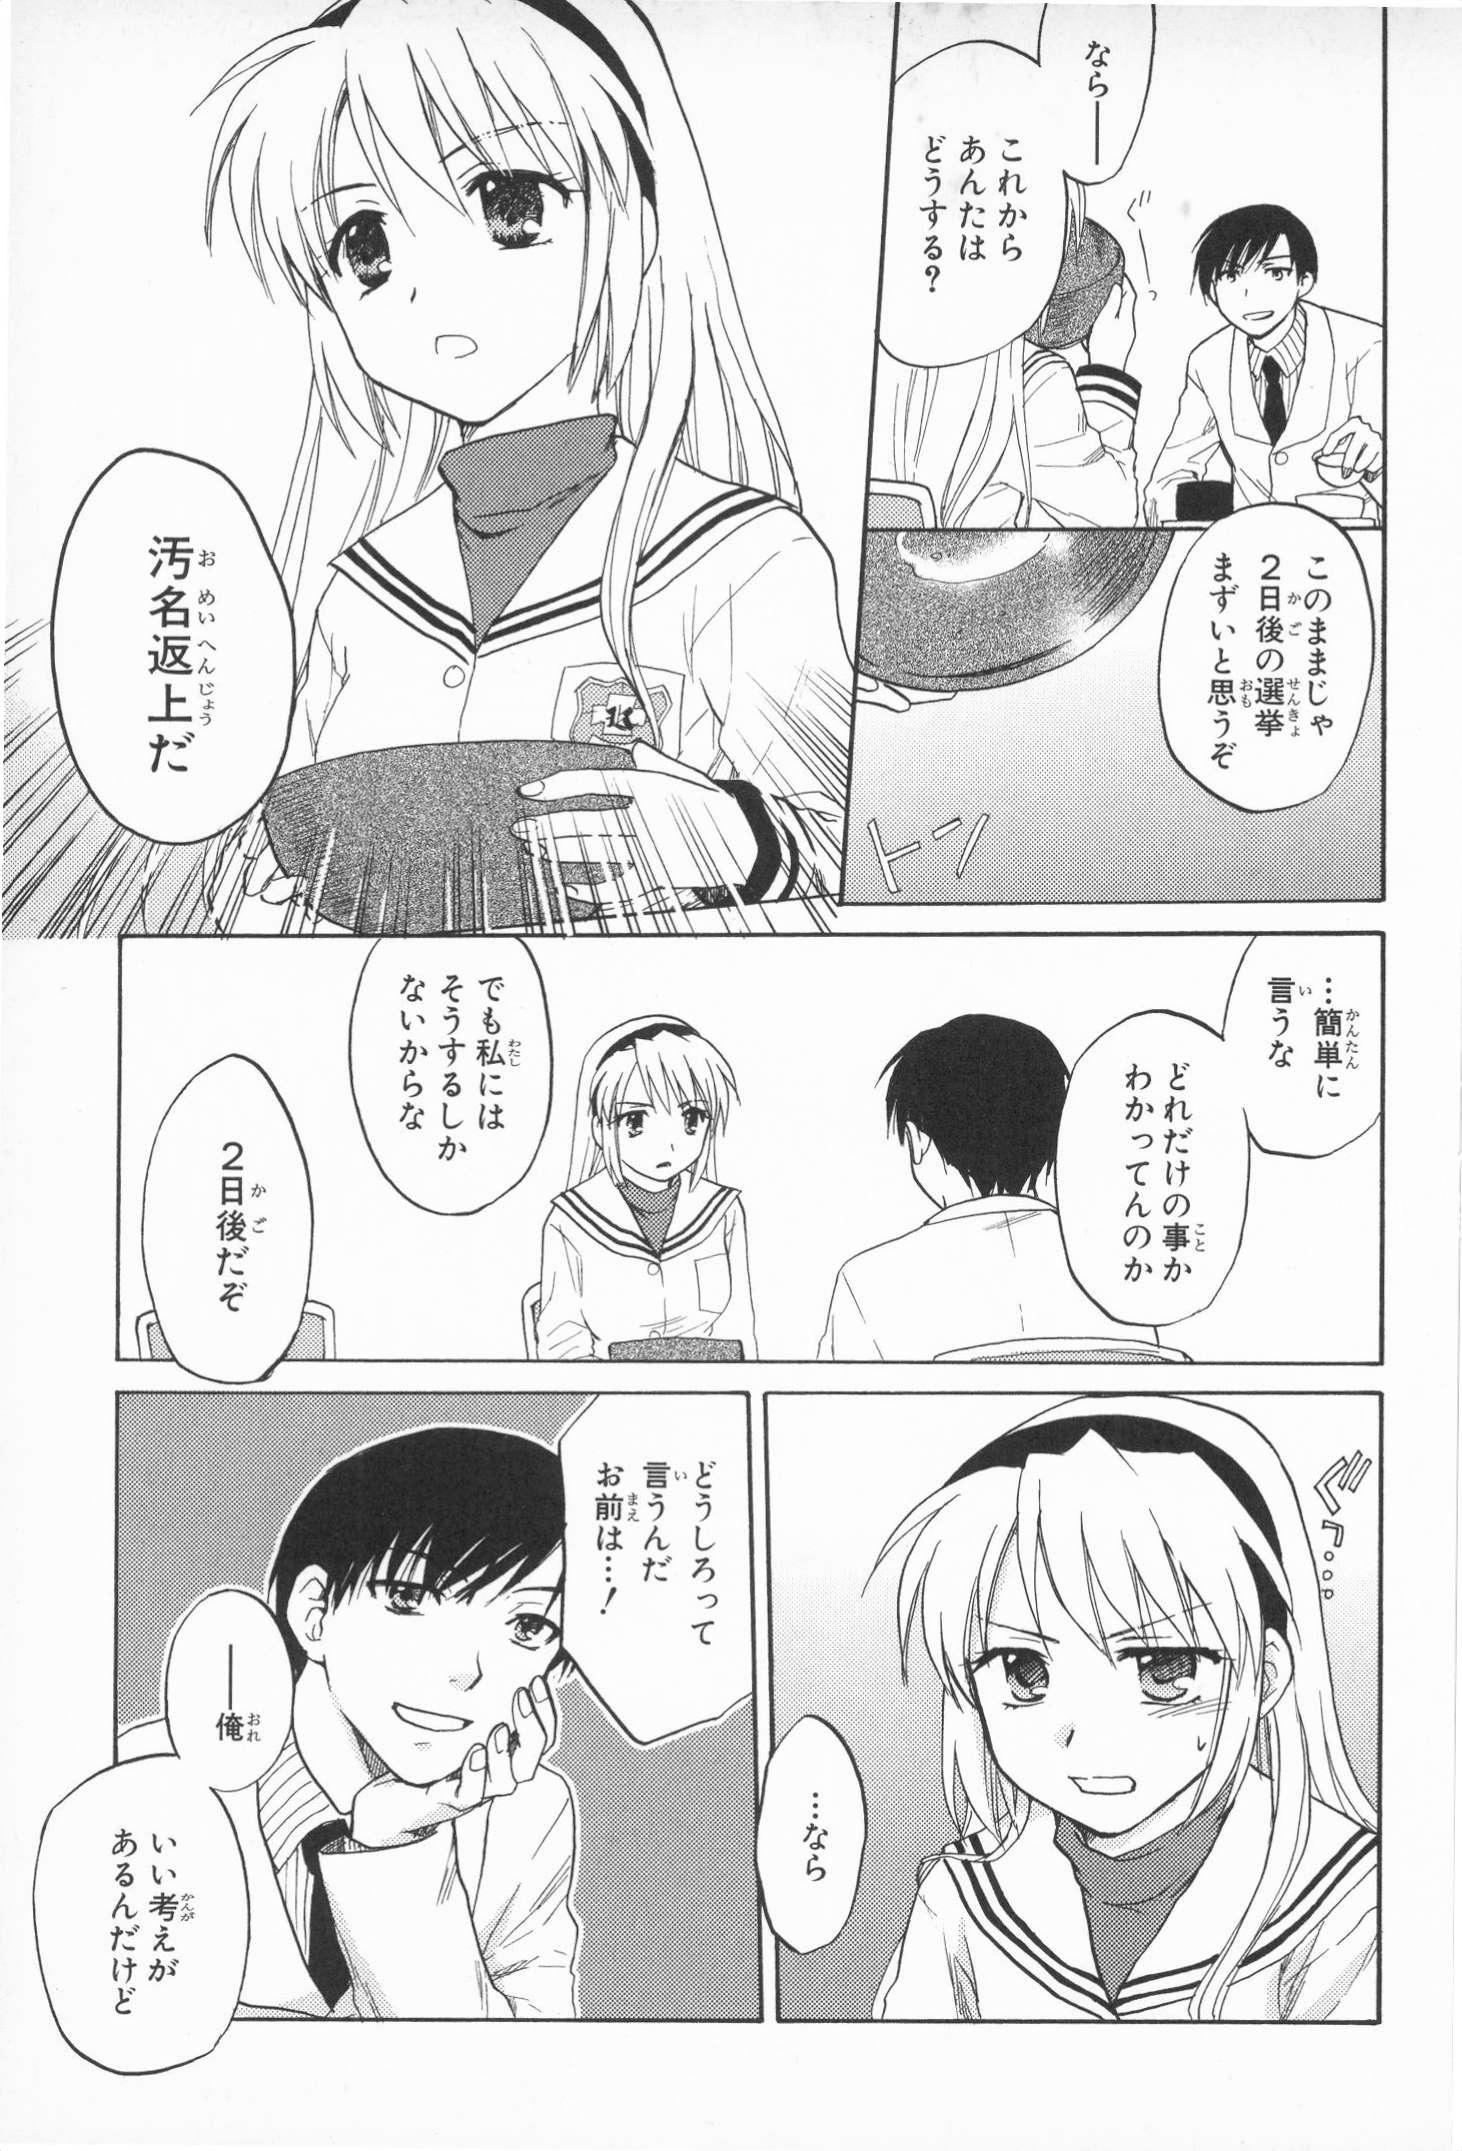 なら――
これから
あんたは
どうする?
このままじゃ
2日後の選挙
まずいと思うぞ
トン
汚名返上だ
…簡単に
言うな
どれだけの事か
わかってんのか
でも私には
そうするしか
ないからな
2日後だぞ
…なら
どうしろって
言うんだ
お前は…!
――俺
いい考えが
あるんだけど